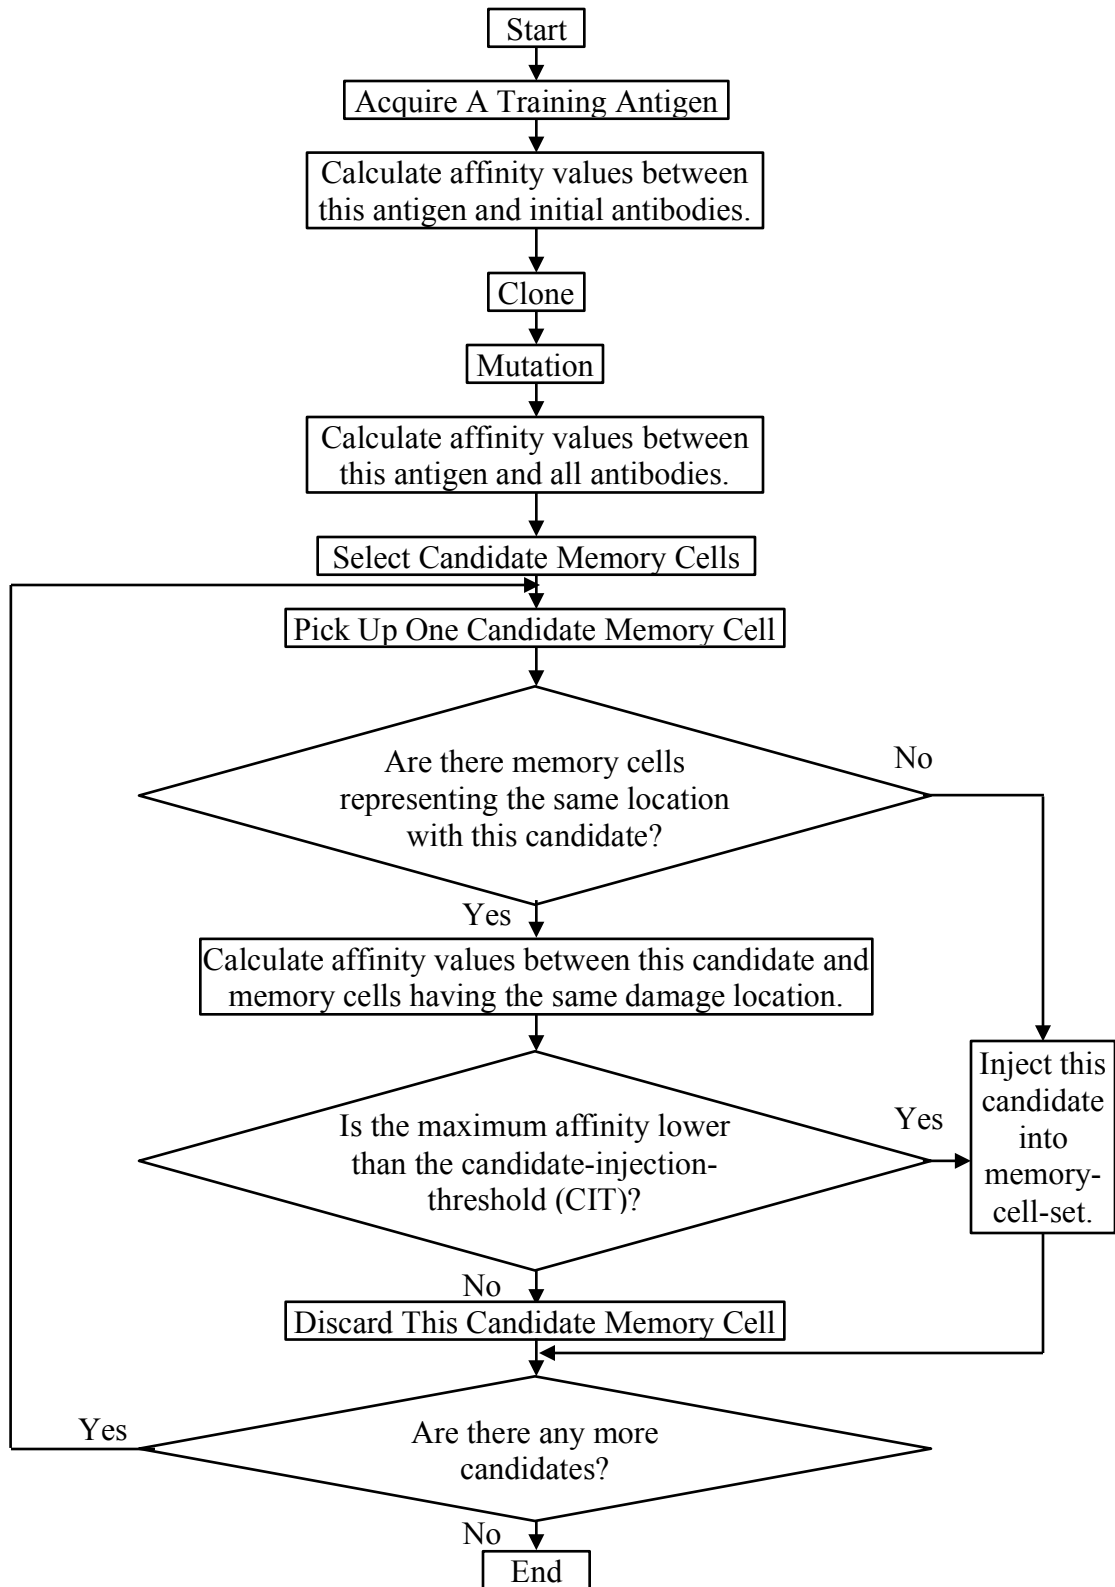 Start
Acquire A Training Antigen
Calculate affinity values between
this antigen and initial antibodies.
Clone
Mutation
Calculate affinity values between
this antigen and all antibodies.
Select Candidate Memory Cells
Pick Up One Candidate Memory Cell
Are there memory cells
representing the same location
with this candidate?
No
Yes
Calculate affinity values between this candidate and
memory cells having the same damage location.
Is the maximum affinity lower
than the candidate-injection-
threshold (CIT)?
Yes
Inject this
candidate
into
memory-
cell-set.
No
Discard This Candidate Memory Cell
Are there any more
candidates?
Yes
No
End